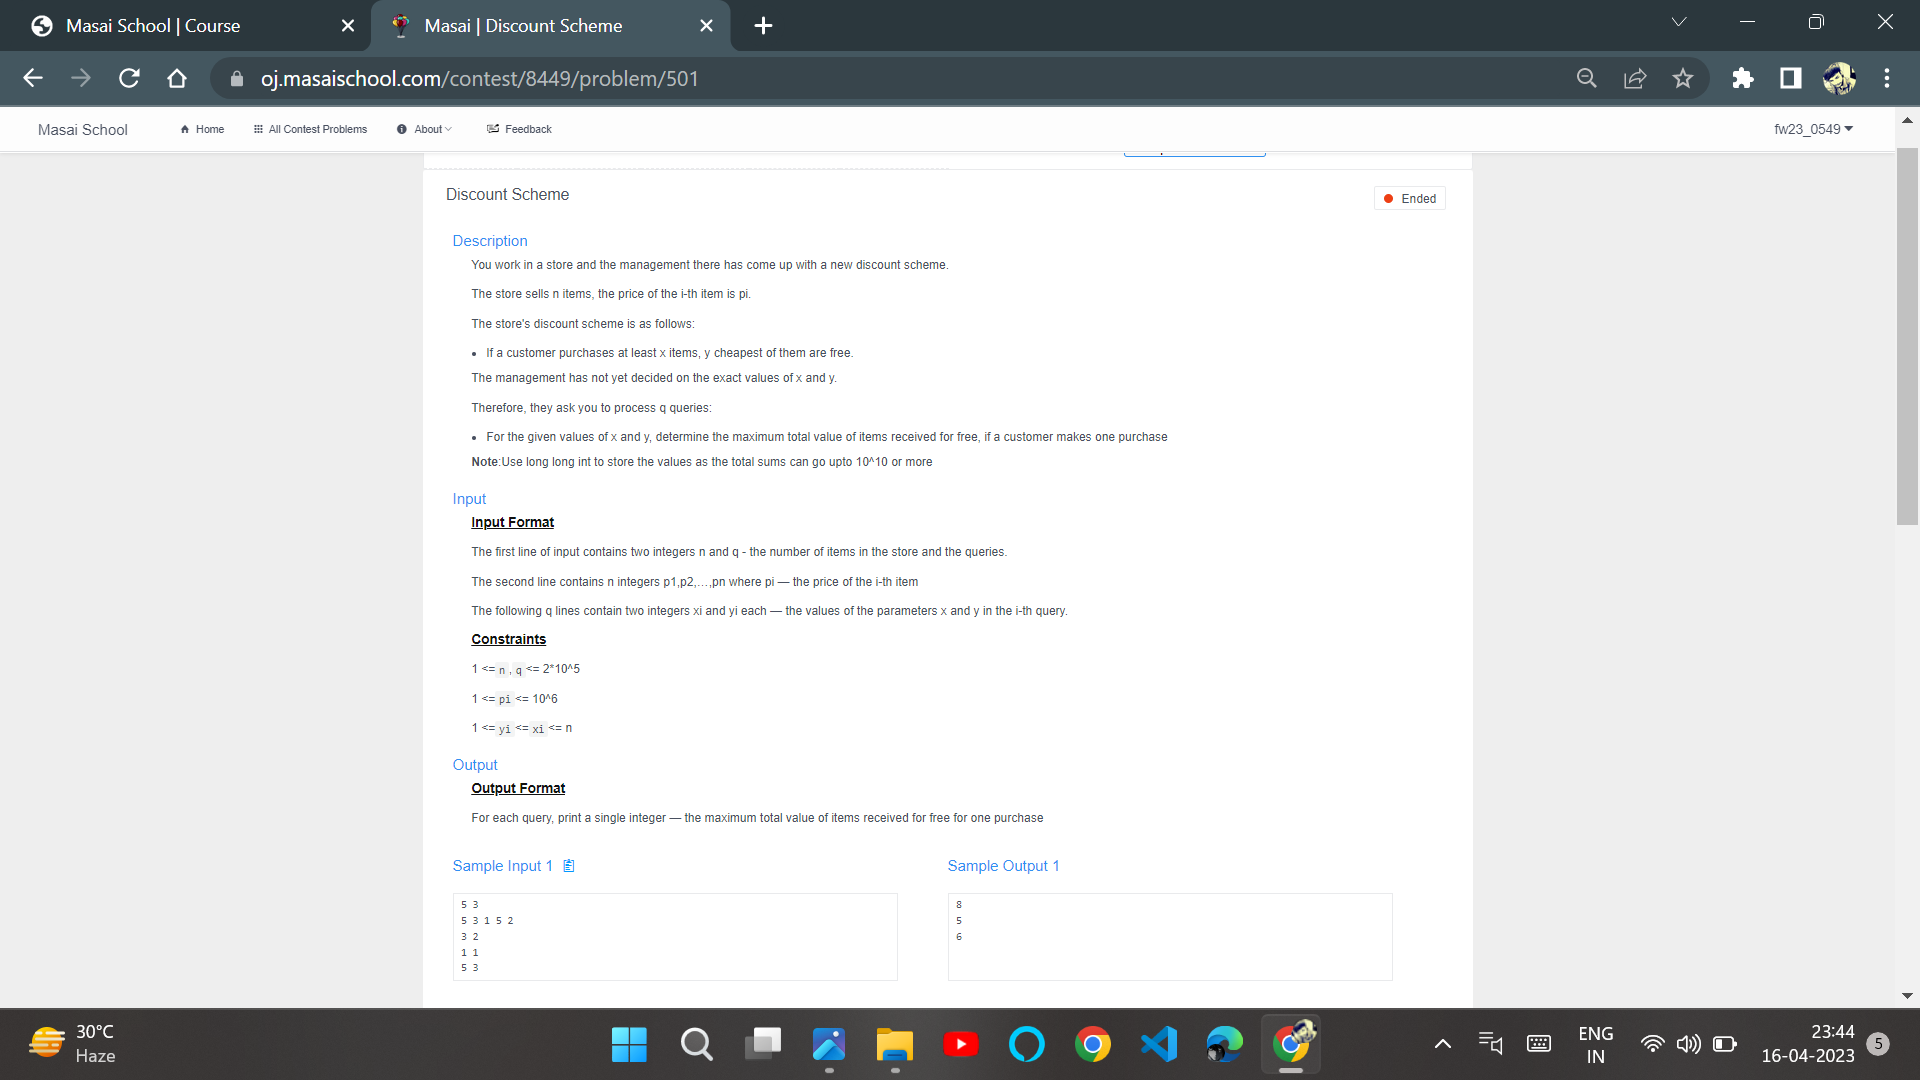 Masai School | Course
Masai | Discount Scheme
oj.masaischool.com/contest/8449/problem/501
Masai School
Home
All Contest Problems
About
Feedback
fw23_0549
Discount Scheme
Ended
Description
You work in a store and the management there has come up with a new discount scheme.
The store sells n items, the price of the i-th item is pi.
The store's discount scheme is as follows:
• If a customer purchases at least x items, y cheapest of them are free.
The management has not yet decided on the exact values of x and y.
Therefore, they ask you to process q queries:
• For the given values of x and y, determine the maximum total value of items received for free, if a customer makes one purchase
Note:Use long long int to store the values as the total sums can go upto 10^10 or more
Input
Input Format
The first line of input contains two integers n and q - the number of items in the store and the queries.
The second line contains n integers p1,p2,…,pn where pi — the price of the i-th item
The following q lines contain two integers xi and yi each — the values of the parameters x and y in the i-th query.
Constraints
1 <= n , q <= 2*10^5
1 <= pi <= 10^6
1 <= yi <= xi <= n
Output
Output Format
For each query, print a single integer — the maximum total value of items received for free for one purchase
Sample Input 1
Sample Output 1
5 3
5 3 1 5 2
3 2
1 1
5 3
8
5
6
30°C
Haze
ENG
IN
23:44
16-04-2023
5